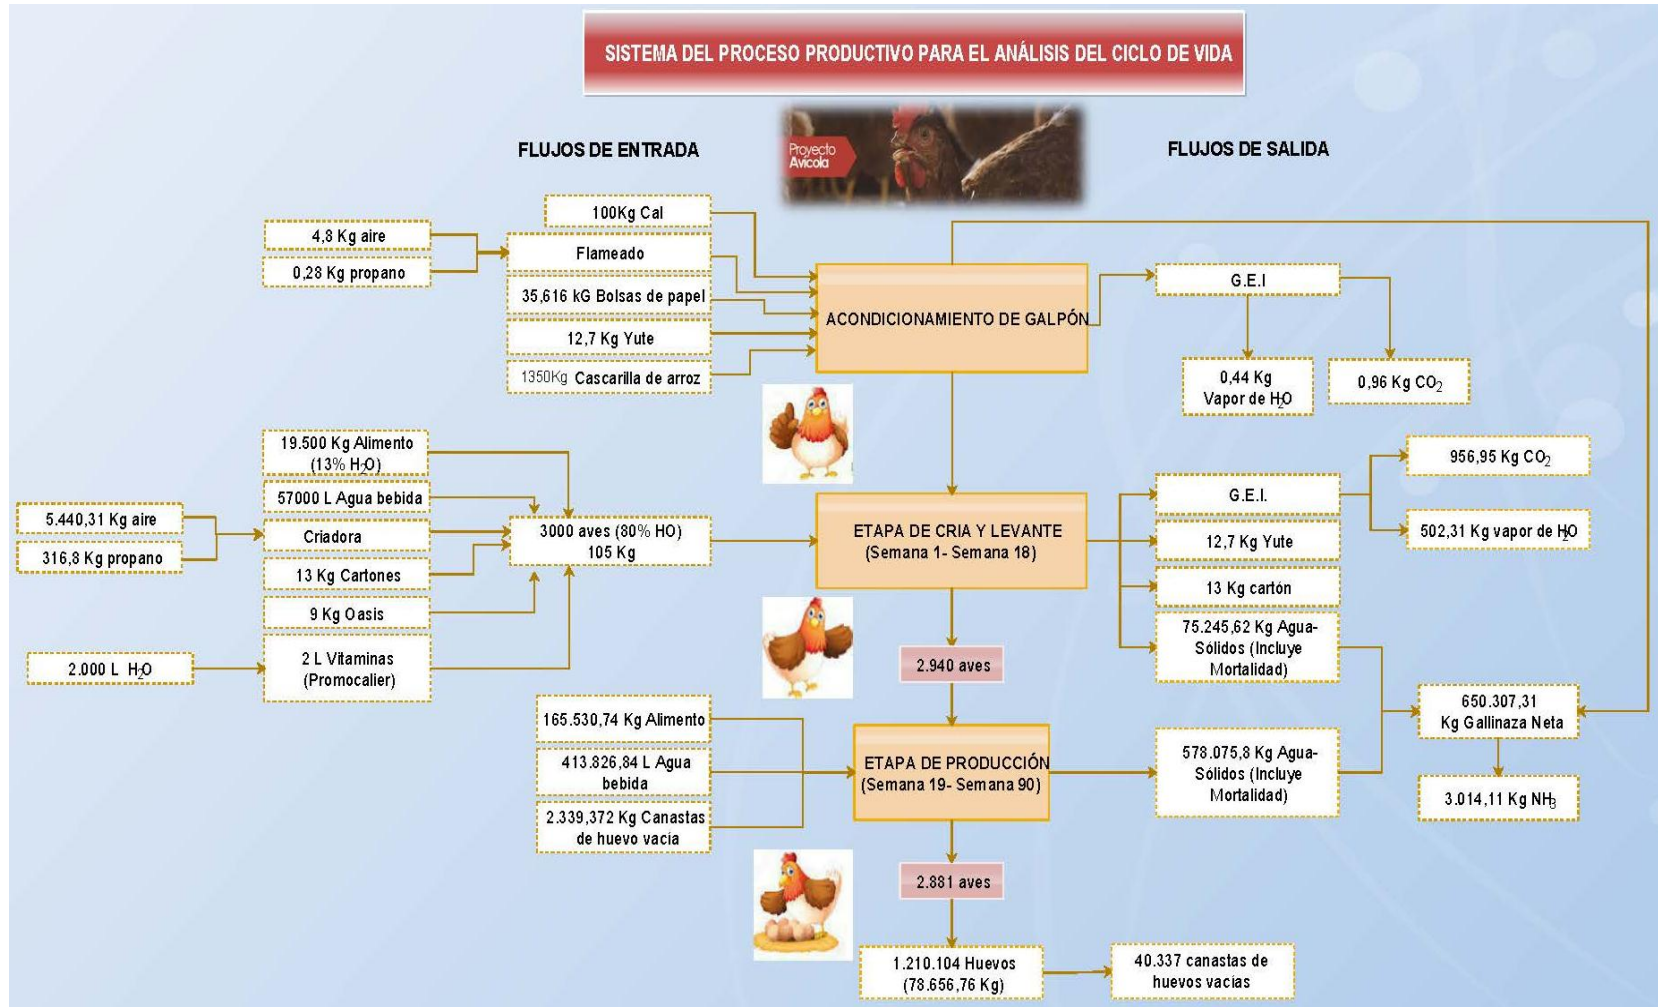 SISTEMA DEL PROCESO PRODUCTIVO PARA EL ANÁLISIS DEL CICLO DE VIDA
Proyecto
Avícola
FLUJOS DE ENTRADA
FLUJOS DE SALIDA
100Kg Cal
4,8 Kg aire
Flameado
0,28 Kg propano
35,616 kG Bolsas de papel
12,7 Kg Yute
1350Kg Cascarilla de arroz
ACONDICIONAMIENTO DE GALPÓN
G.E.I
0,44 Kg
Vapor de H2O
0,96 Kg CO2
19.500 Kg Alimento
(13% H2O)
57000 L Agua bebida
5.440,31 Kg aire
Criadora
316,8 Kg propano
13 Kg Cartones
9 Kg Oasis
2.000 L H2O
2 L Vitaminas
(Promocalier)
3000 aves (80% HO)
105 Kg
ETAPA DE CRIA Y LEVANTE
(Semana 1- Semana 18)
G.E.I.
956,95 Kg CO2
502,31 Kg vapor de H2O
12,7 Kg Yute
13 Kg cartón
75.245,62 Kg Agua-
Sólidos (Incluye
Mortalidad)
2.940 aves
165.530,74 Kg Alimento
413.826,84 L Agua
bebida
2.339,372 Kg Canastas
de huevo vacía
ETAPA DE PRODUCCIÓN
(Semana 19- Semana 90)
578.075,8 Kg Agua-
Sólidos (Incluye
Mortalidad)
650.307,31
Kg Gallinaza Neta
3.014,11 Kg NH3
2.881 aves
1.210.104 Huevos
(78.656,76 Kg)
40.337 canastas de
huevos vacías